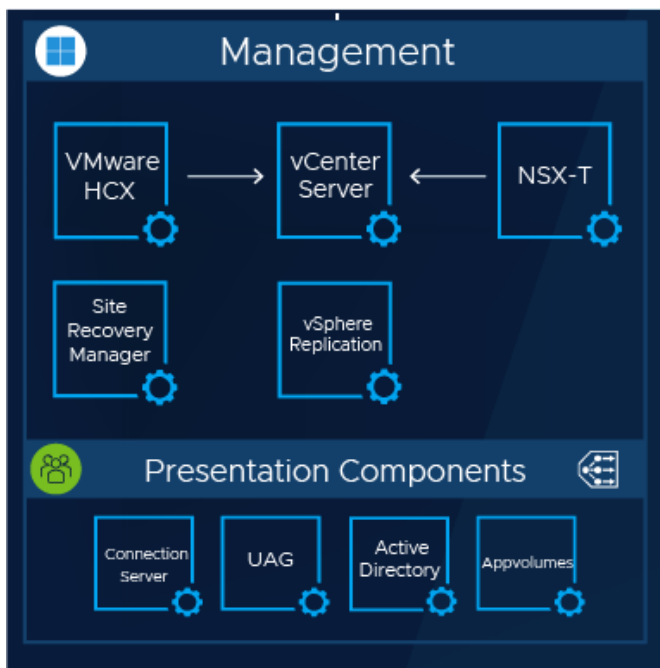 Management
VMware
HCX
vCenter
Server
NSX-T
Site
Recovery
Manager
vSphere
Replication
Presentation Components
Connection
Server
UAG
Active
Directory
Appvolumes